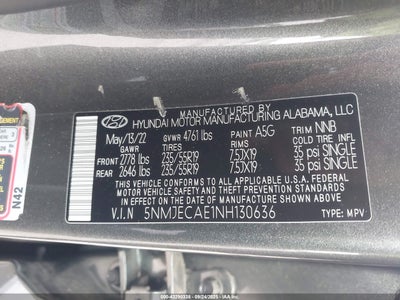 MANUFACTURED BY
HYUNDAI MOTOR MANUFACTURING ALABAMA, LLC
May/13/22 GVWR 4761 lbs PAINT A5G TRIM NNB
GAWR TIRES RIMS COLD TIRE INFL
FRONT 2778 lbs 235/55R19 7.5JX19 35 psi SINGLE
REAR 2646 lbs 235/55R19 7.5JX19 35 psi SINGLE
THIS VEHICLE CONFORMS TO ALL APPLICABLE FEDERAL
MOTOR VEHICLE SAFETY, BUMPER, AND THEFT PREVENTION
STANDARDS IN EFFECT ON THE DATE OF MANUFACTURE
SHOWN ABOVE.
V.I.N 5NMJECAE1NH130636 TYPE: MPV
N42